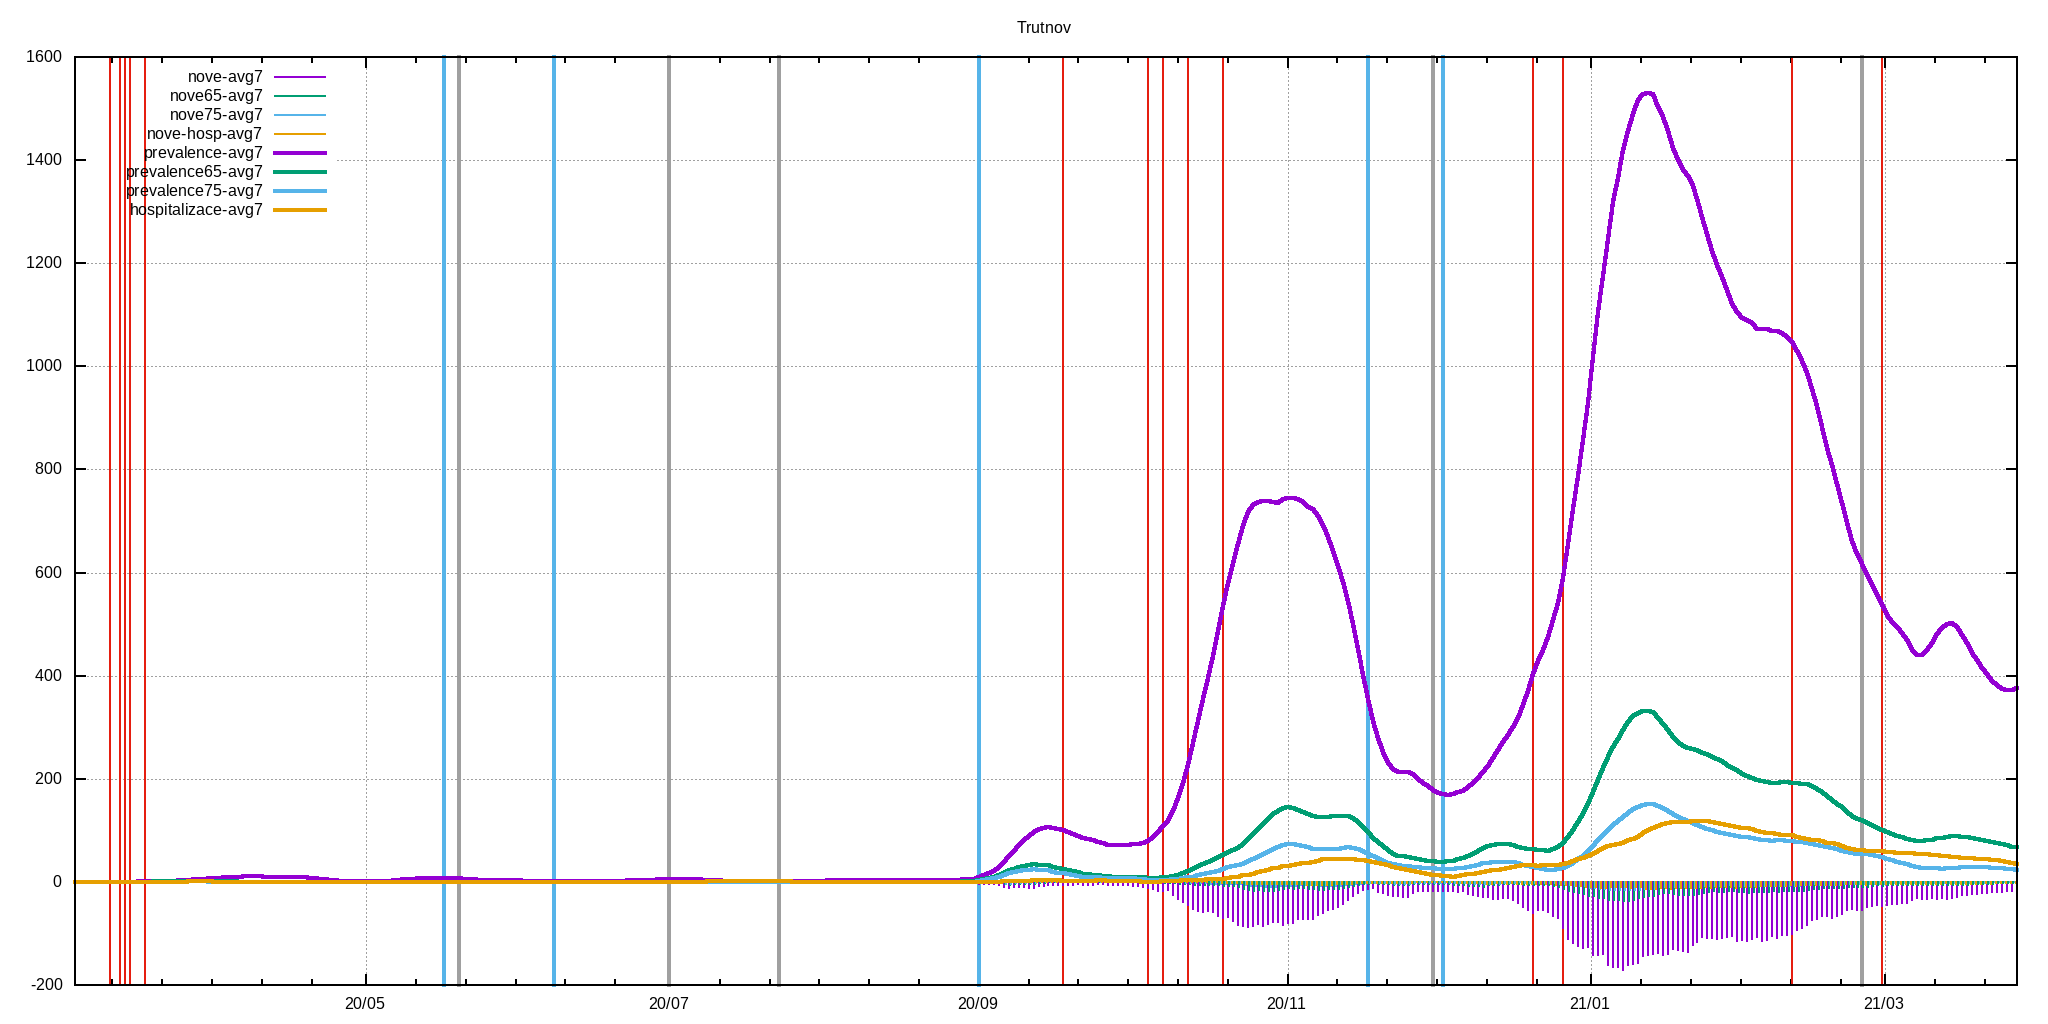 Trutnov
1600
1400
1200
1000
800
600
400
200
0
-200
nove-avg7
nove65-avg7
nove75-avg7
nove-hosp-avg7
prevalence-avg7
prevalence65-avg7
prevalence75-avg7
hospitalizace-avg7
20/05 20/07 20/09 20/11 21/01 21/03